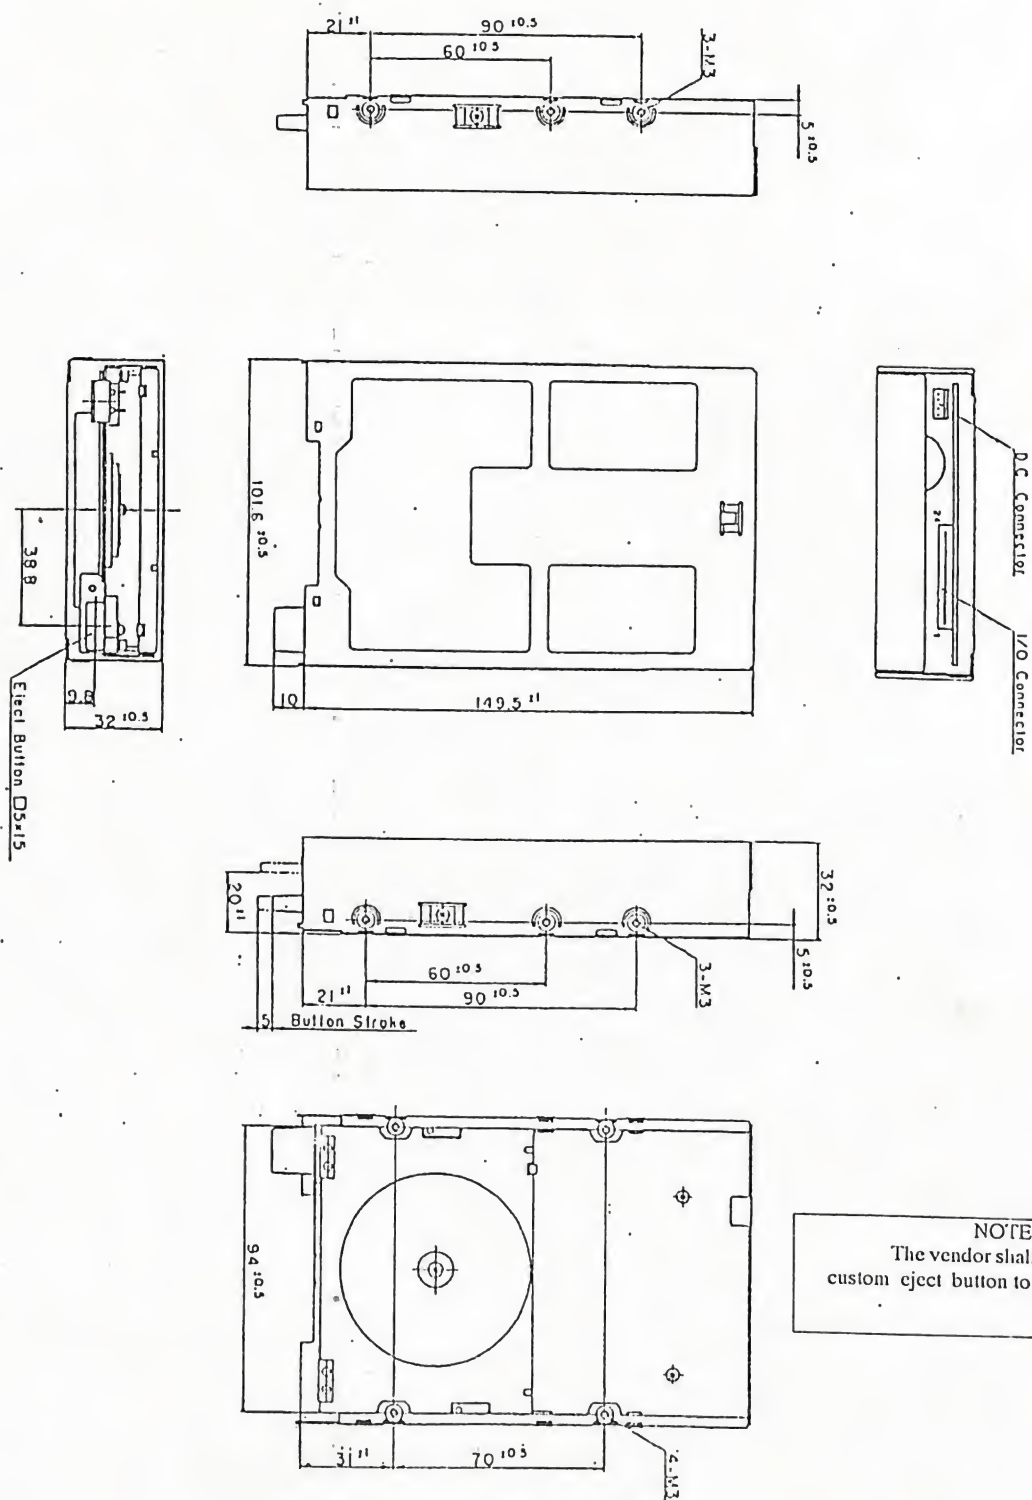 21 ±1
90 ±0.5
60 ±0.5
3-M3
5 ±0.5
38.8
9.8
32 ±0.5
Eject Button □5×15
101.6 ±0.5
10
149.5 ±1
D.C Connector
I/O Connector
32 ±0.5
5 ±0.5
20 ±1
60 ±0.5
21 ±1
90 ±0.5
3-M3
5
Button Stroke
94 ±0.5
31 ±1
70 ±0.5
4-M3
NOTE
The vendor shal
custom eject button to